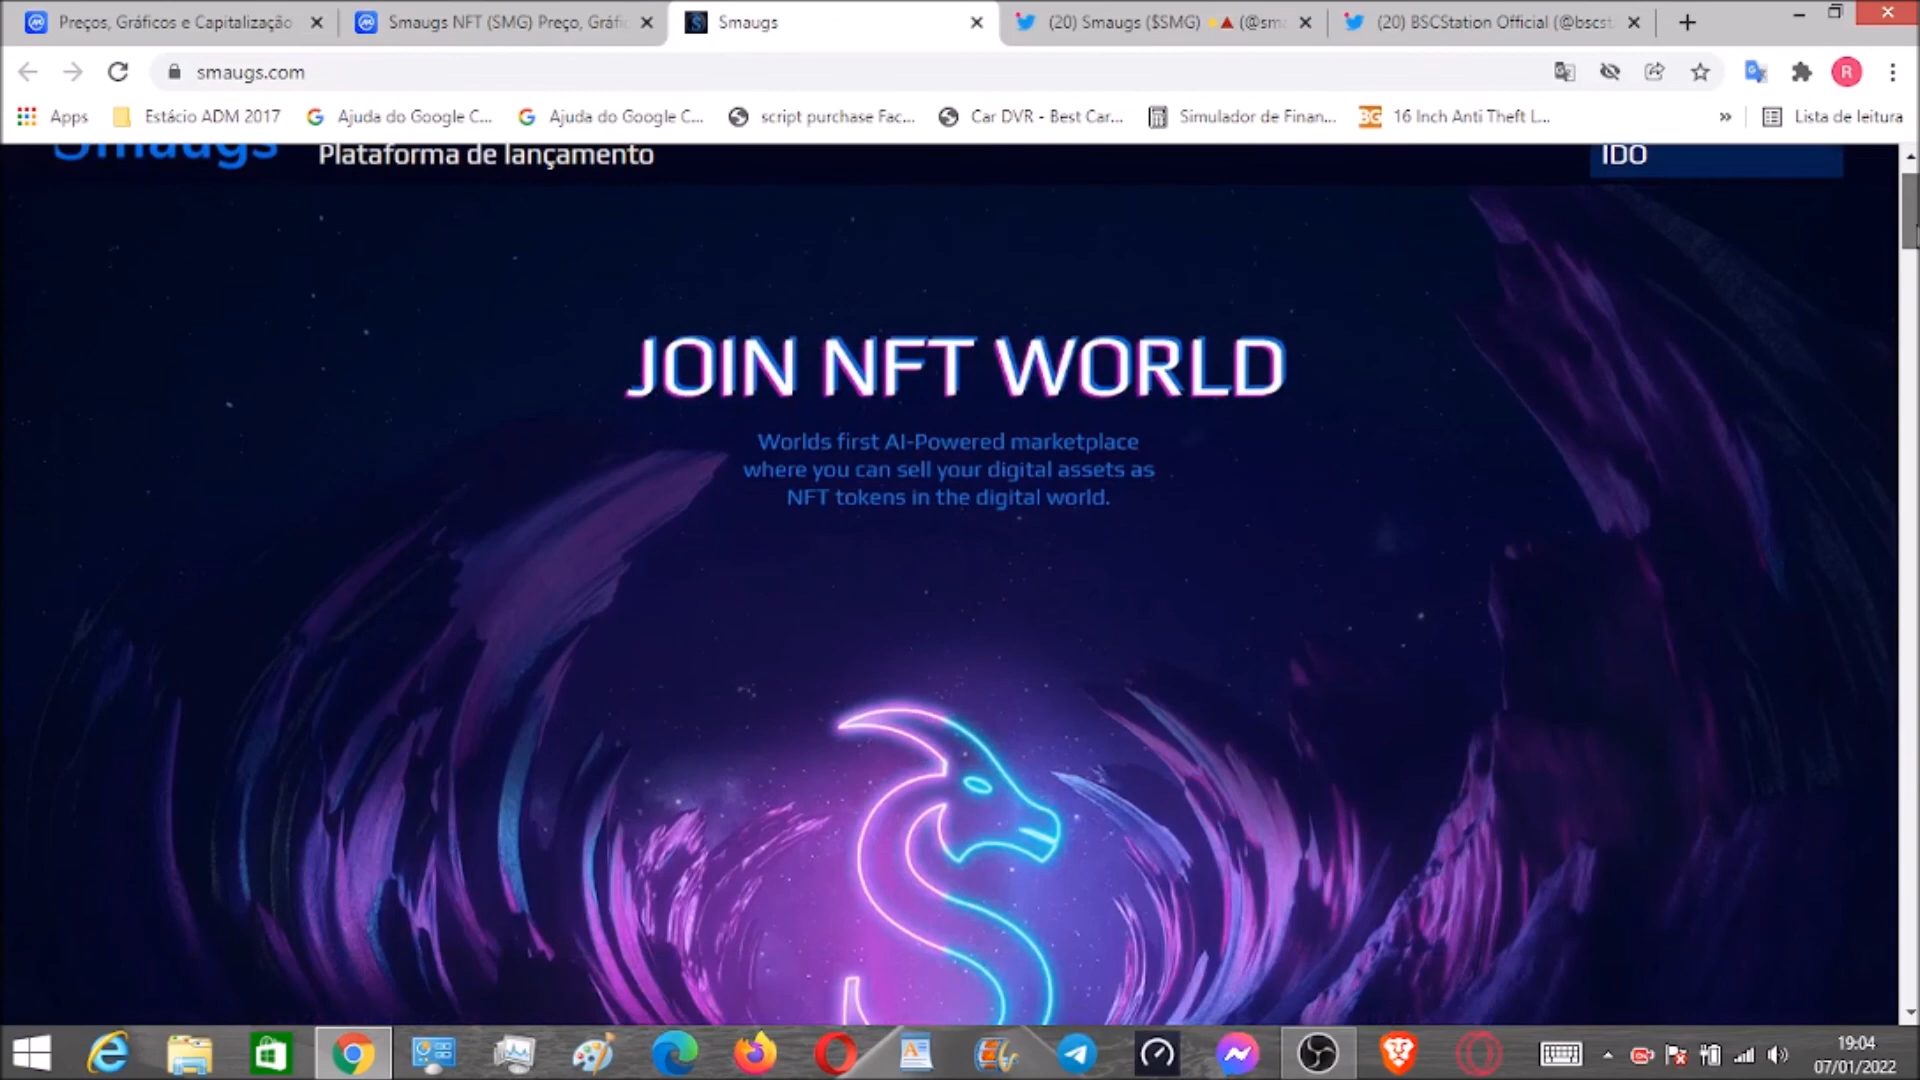 Preços, Gráficos e Capitalização
Smaugs NFT (SMG) Preço, Gráfi
Smaugs
(20) Smaugs ($SMG) 🔸🔺 (@sma
(20) BSCStation Official (@bscst
smaugs.com
R
Apps
Estácio ADM 2017
Ajuda do Google C...
Ajuda do Google C...
script purchase Fac...
Car DVR - Best Car...
Simulador de Finan...
16 Inch Anti Theft L...
»
Lista de leitura
Smaugs
Plataforma de lançamento
IDO
JOIN NFT WORLD
Worlds first AI-Powered marketplace
where you can sell your digital assets as
NFT tokens in the digital world.
19:04
07/01/2022